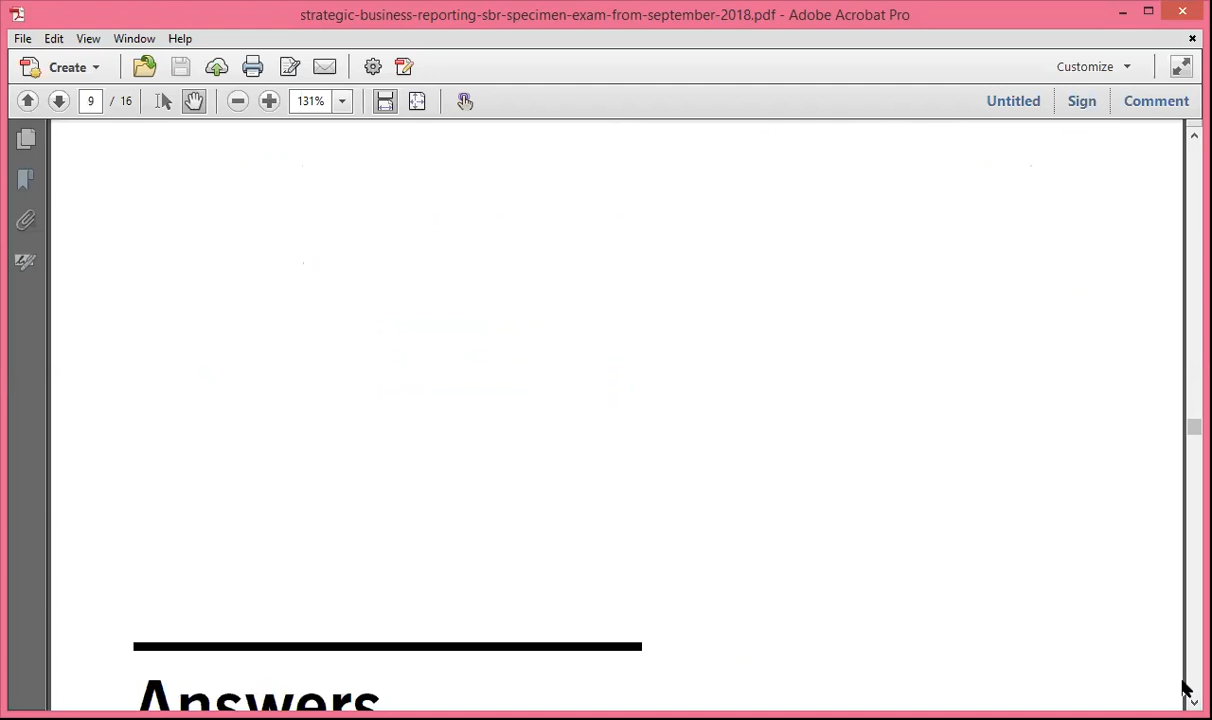 strategic-business-reporting-sbr-specimen-exam-from-september-2018.pdf - Adobe Acrobat Pro
File Edit View Window Help
Create Customize
9 / 16 131% Untitled Sign Comment
Answers